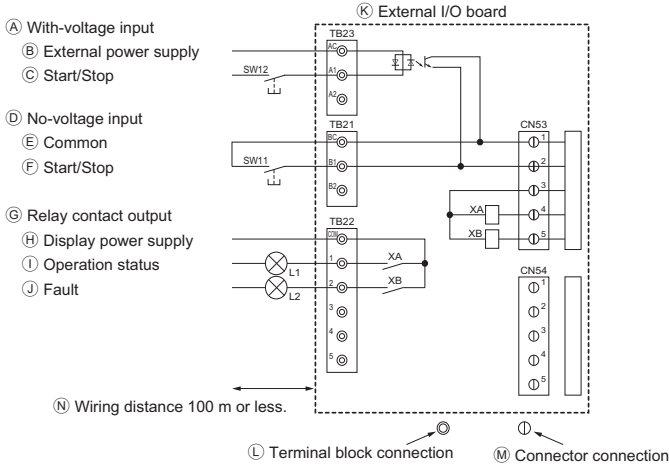 Ⓚ External I/O board
Ⓐ With-voltage input
Ⓑ External power supply
Ⓒ Start/Stop
TB23
AC
SW12
A1
A2
Ⓓ No-voltage input
Ⓔ Common
Ⓕ Start/Stop
TB21
BC
SW11
B1
B2
CN53
1
2
3
XA
4
XB
5
Ⓖ Relay contact output
Ⓗ Display power supply
Ⓘ Operation status
Ⓙ Fault
TB22
COM
L1
1
XA
L2
2
XB
3
4
5
CN54
1
2
3
4
5
Ⓝ Wiring distance 100 m or less.
Ⓛ Terminal block connection
Ⓜ Connector connection